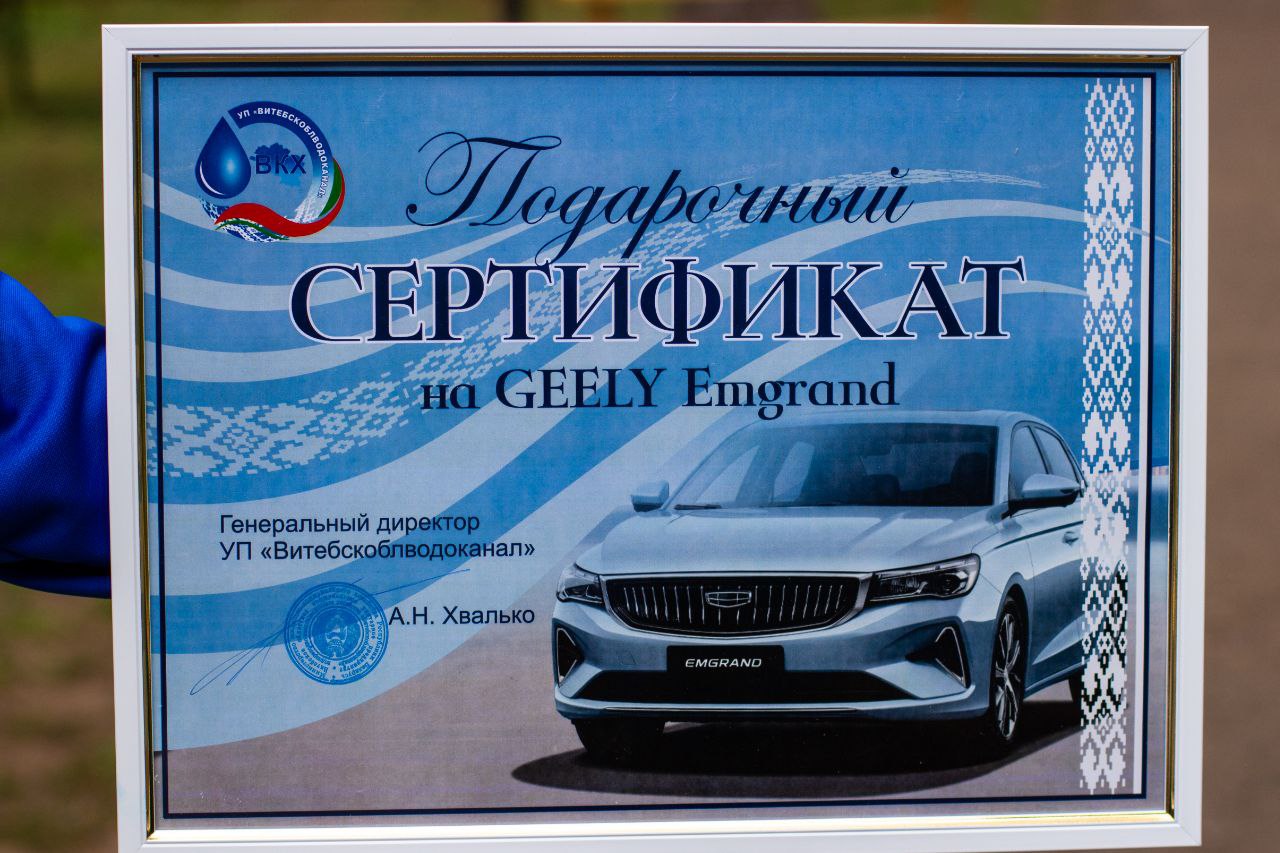 УП «ВИТЕБСКОБЛВОДОКАНАЛ»
ВКХ
Подарочный
СЕРТИФИКАТ
на GEELY Emgrand
Генеральный директор
УП «Витебскоблводоканал»
А.Н. Хвалько
EMGRAND